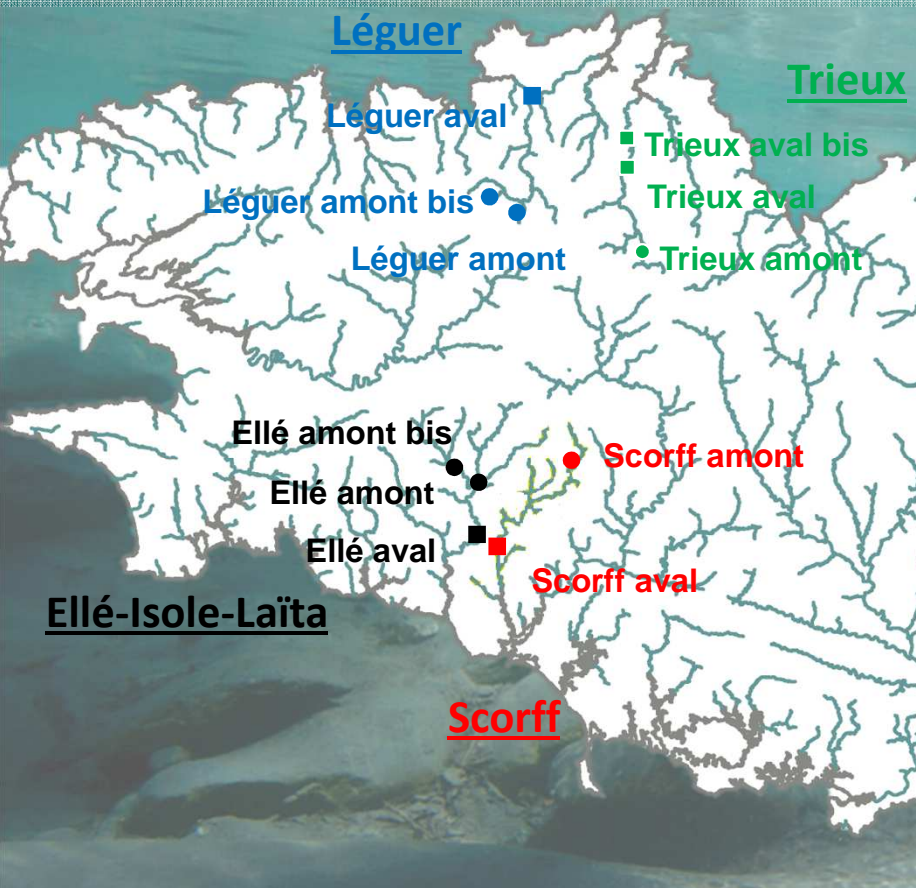 Léguer
Trieux
Léguer aval
Trieux aval bis
Trieux aval
Léguer amont bis
Léguer amont
Trieux amont
Ellé amont bis
Scorff amont
Ellé amont
Ellé aval
Scorff aval
Ellé-Isole-Laïta
Scorff